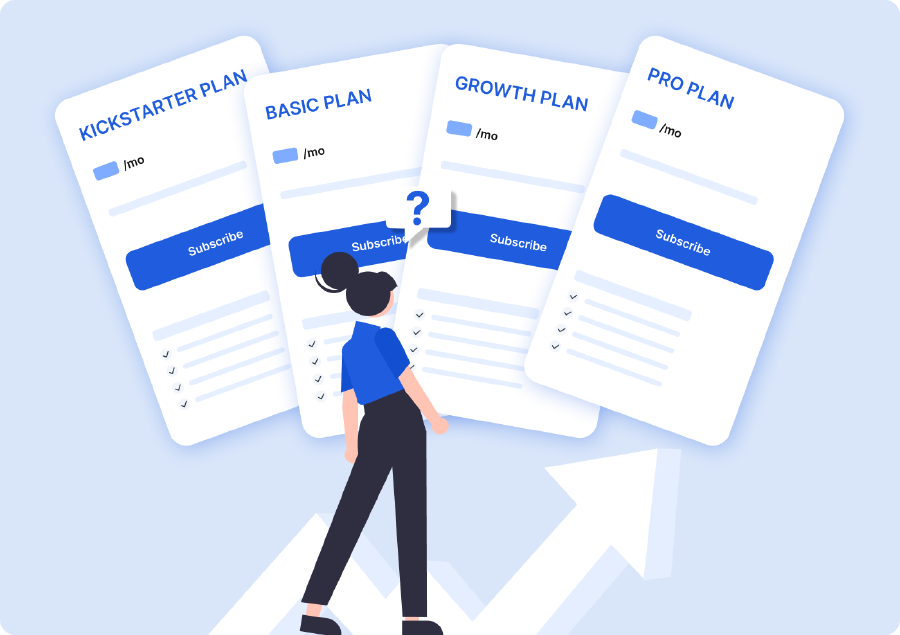 KICKSTARTER PLAN
/mo
Subscribe
BASIC PLAN
/mo
Subscribe
GROWTH PLAN
/mo
Subscribe
PRO PLAN
/mo
Subscribe
?